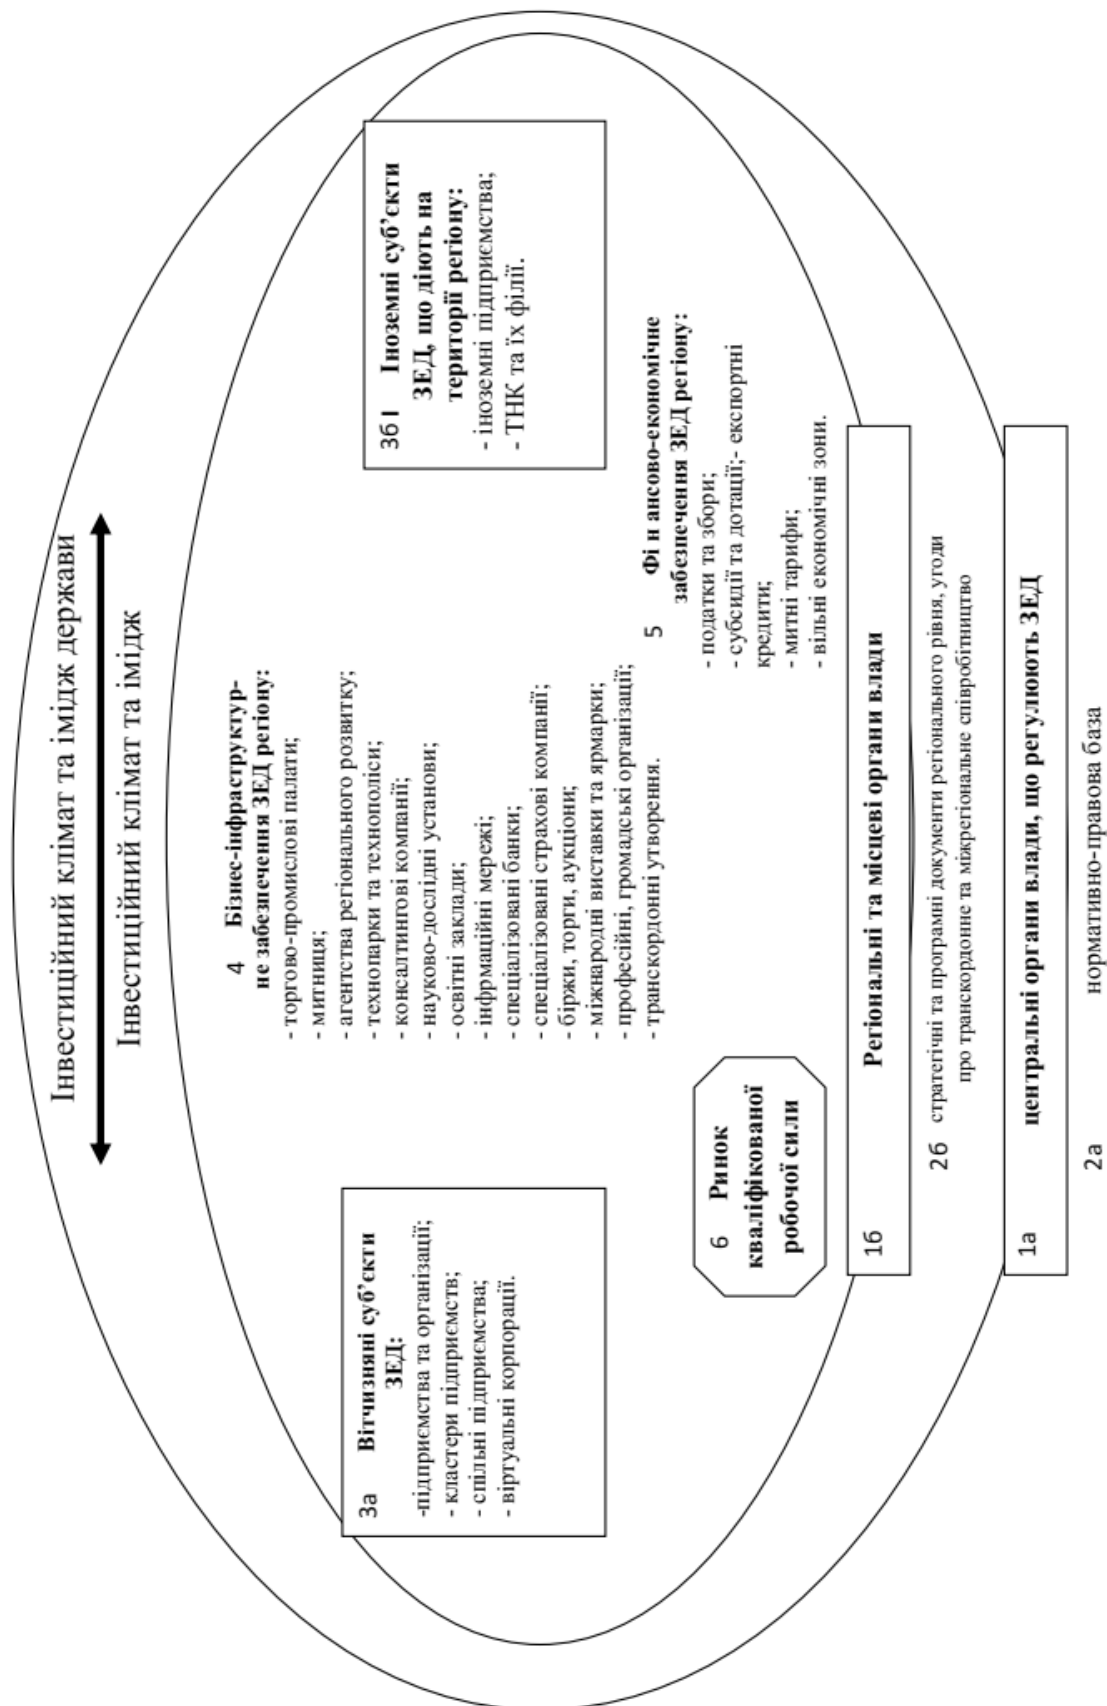 Інвестиційний клімат та імідж держави
Інвестиційний клімат та імідж
4 Бізнес-інфраструктур-
не забезпечення ЗЕД регіону:
- торгово-промислові палати;
- митниця;
- агентства регіонального розвитку;
- технопарки та технополіси;
- консалтингові компанії;
- науково-дослідні установи;
- освітні заклади;
- інфрмаційні мережі;
- спеціалізовані банки;
- спеціалізовані страхові компанії;
- біржи, торги, аукціони;
- міжнародні виставки та ярмарки;
- професійні, громадські організації;
- транскордонні утворення.
3а Вітчизняні суб’єкти
ЗЕД:
-підприємства та організації;
- кластери підприємств;
- спільні підприємства;
- віртуальні корпорації.
3б І Іноземні суб’єкти
ЗЕД, що діють на
території регіону:
- іноземні підприємства;
- ТНК та їх філії.
5 Фі н ансово-економічне
забезпечення ЗЕД регіону:
- податки та збори;
- субсидії та дотації;- експортні
кредити;
- митні тарифи;
- вільні економічні зони.
6 Ринок
кваліфікованої
робочої сили
1б Регіональні та місцеві органи влади
2б стратегічні та програмні документи регіонального рівня, угоди
про транскордонне та міжрегіональне співробітництво
1а центральні органи влади, що регулюють ЗЕД
2а нормативно-правова база